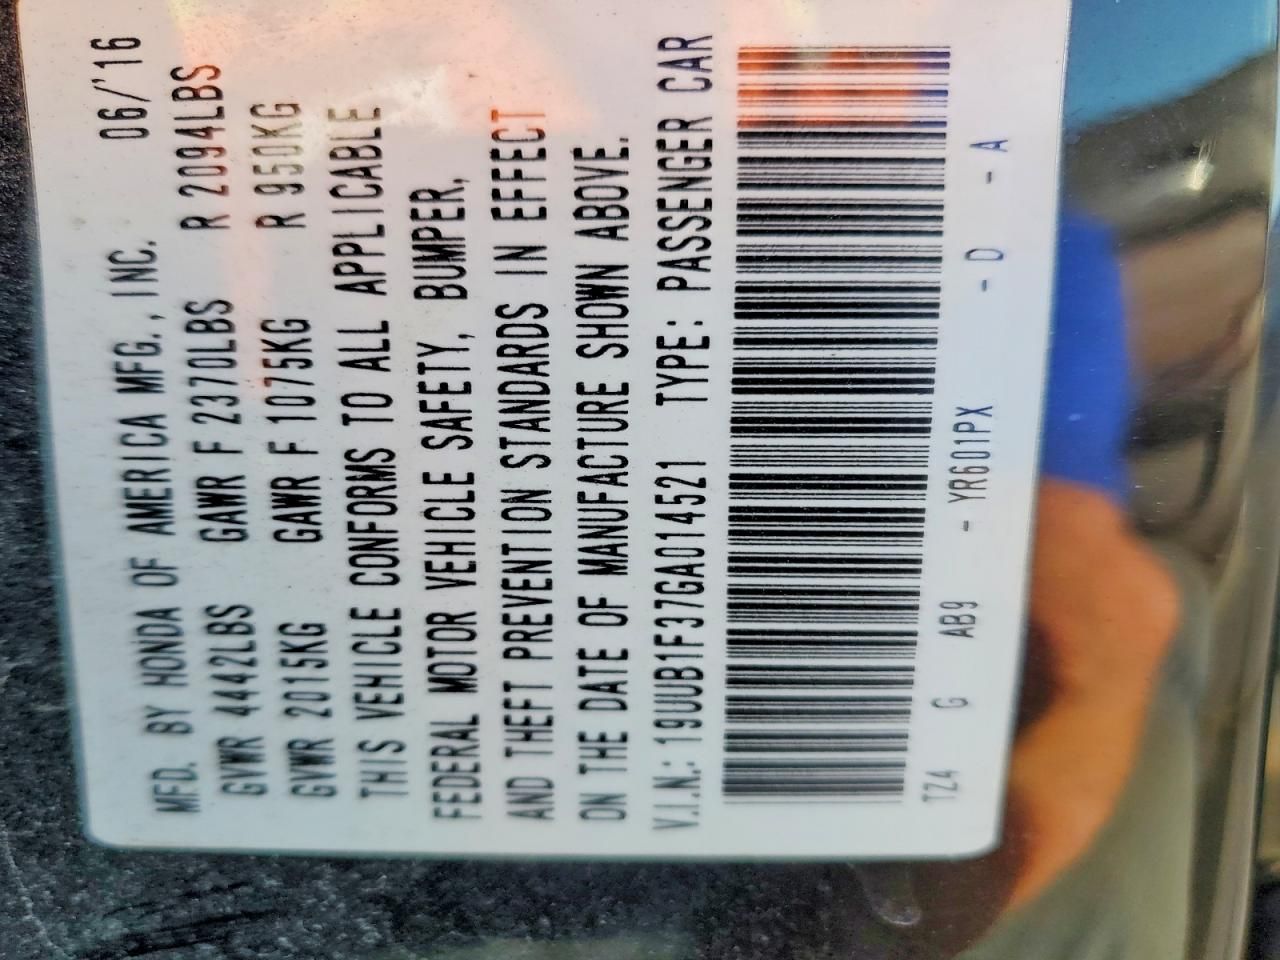 MFD. BY HONDA OF AMERICA MFG., INC. 06/'16
GVWR 4442LBS GAWR F 2370LBS R 2094LBS
GVWR 2015KG GAWR F 1075KG R 950KG
THIS VEHICLE CONFORMS TO ALL APPLICABLE
FEDERAL MOTOR VEHICLE SAFETY, BUMPER,
AND THEFT PREVENTION STANDARDS IN EFFECT
ON THE DATE OF MANUFACTURE SHOWN ABOVE.
V.I.N.: 19UUB1F37GA014521 TYPE: PASSENGER CAR
TZ4 G AB9 - YR601PX - D - A